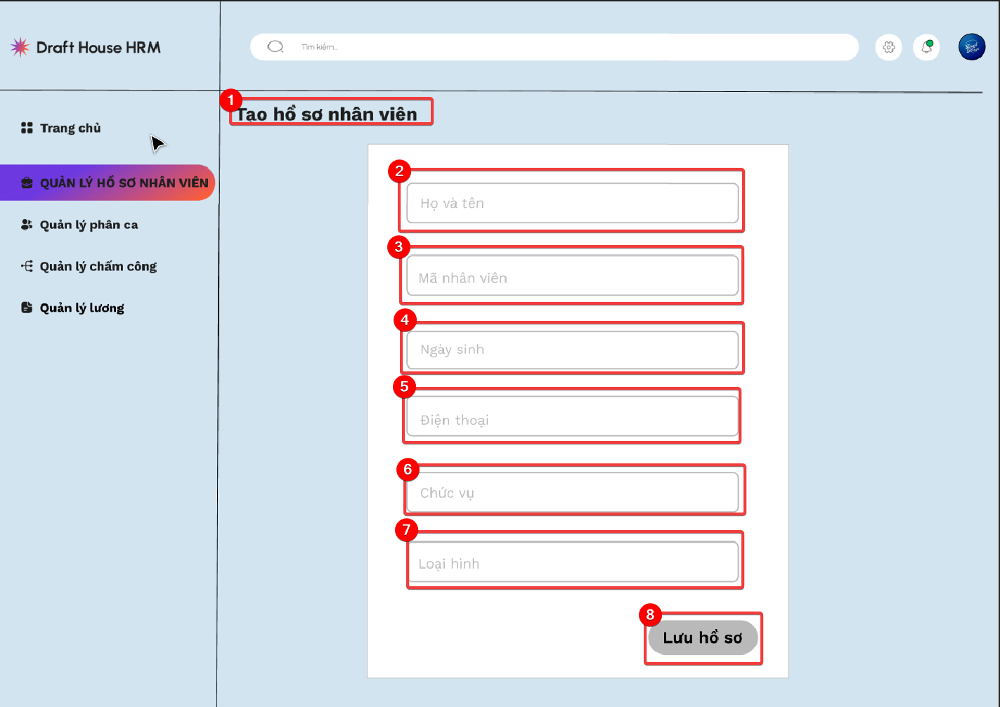 Draft House HRM
Tìm kiếm...
Trang chủ
QUẢN LÝ HỒ SƠ NHÂN VIÊN
Quản lý phân ca
Quản lý chấm công
Quản lý lương
1
Tạo hồ sơ nhân viên
2
Họ và tên
3
Mã nhân viên
4
Ngày sinh
5
Điện thoại
6
Chức vụ
7
Loại hình
8
Lưu hồ sơ